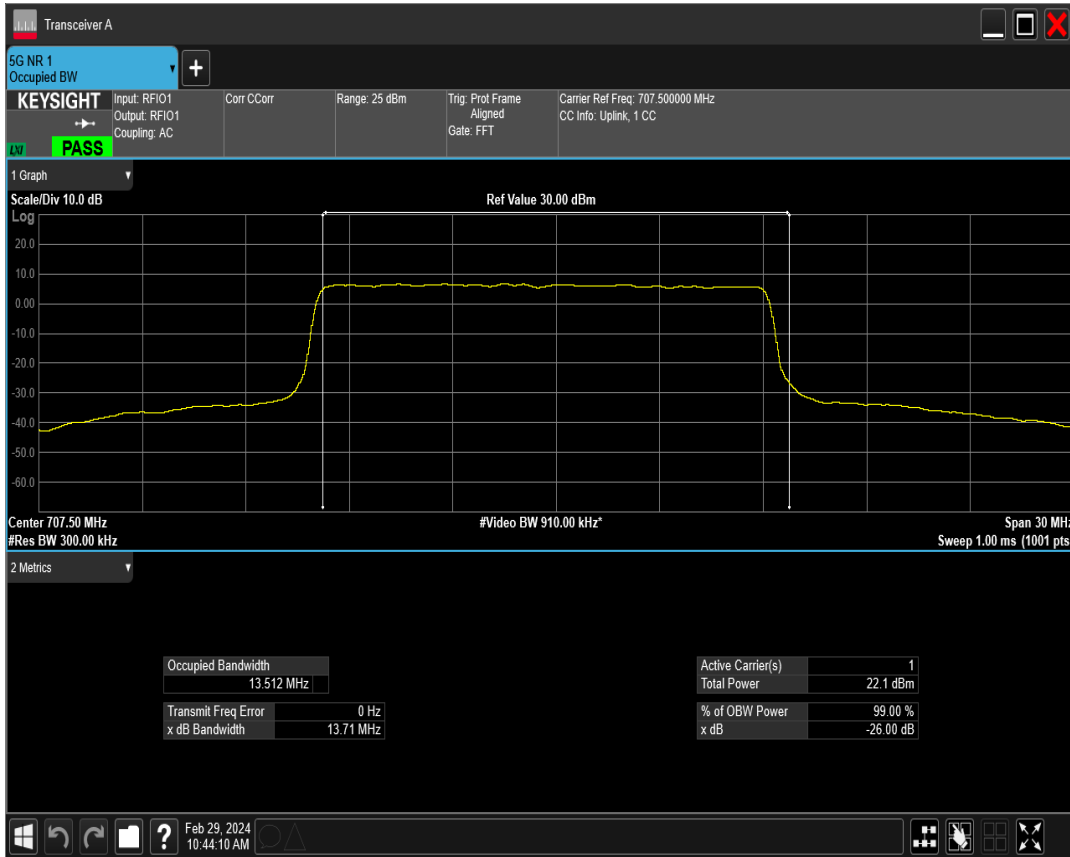 Transceiver A
5G NR 1
Occupied BW
+
KEYSIGHT
LXI
PASS
Input: RFIO1
Output: RFIO1
Coupling: AC
Corr CCorr
Range: 25 dBm
Trig: Prot Frame
Aligned
Gate: FFT
Carrier Ref Freq: 707.500000 MHz
CC Info: Uplink, 1 CC
1 Graph
Scale/Div 10.0 dB
Ref Value 30.00 dBm
Log
20.0
10.0
0.00
-10.0
-20.0
-30.0
-40.0
-50.0
-60.0
Center 707.50 MHz
#Video BW 910.00 kHz*
Span 30 MHz
#Res BW 300.00 kHz
Sweep 1.00 ms (1001 pts
2 Metrics
Occupied Bandwidth
13.512 MHz
Transmit Freq Error 0 Hz
x dB Bandwidth 13.71 MHz
Active Carrier(s) 1
Total Power 22.1 dBm
% of OBW Power 99.00 %
x dB -26.00 dB
?
Feb 29, 2024
10:44:10 AM